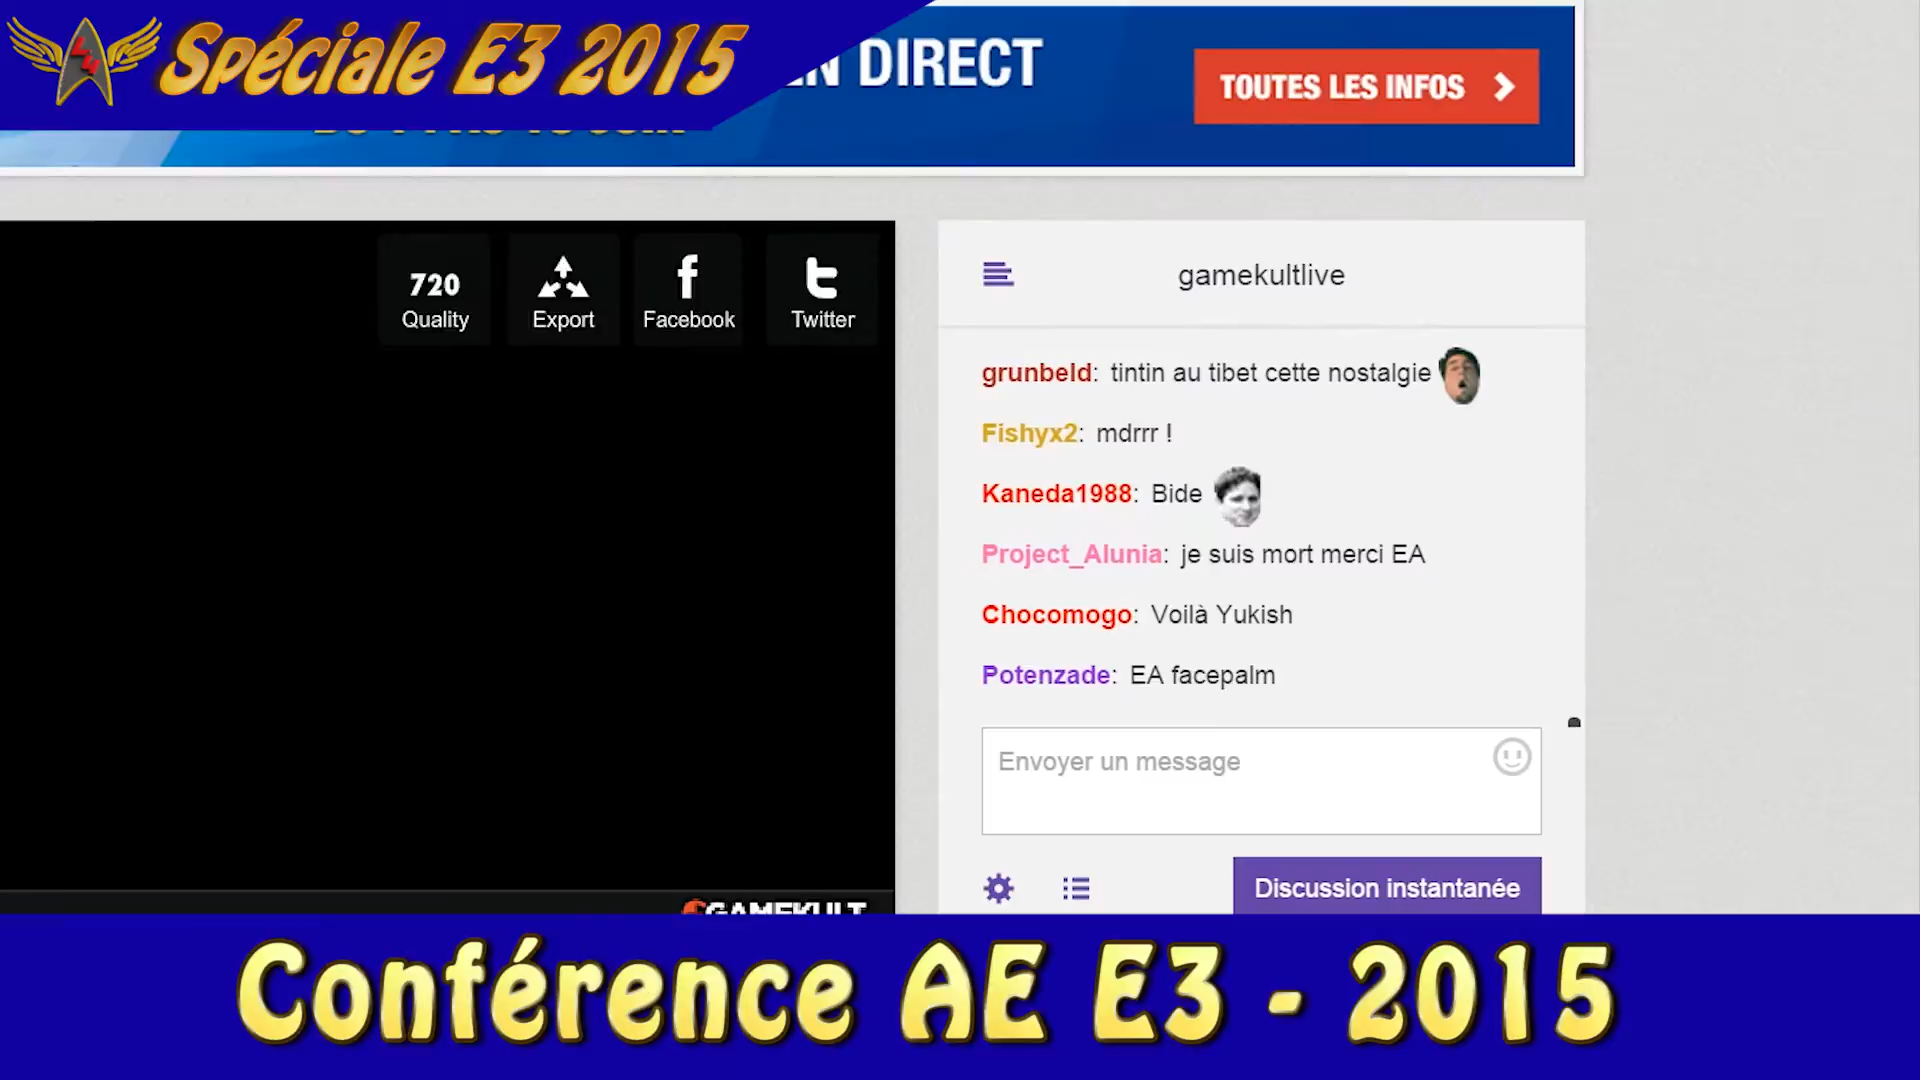 Spéciale E3 2015
EN DIRECT
TOUTES LES INFOS
720
Quality
Export
Facebook
Twitter
gamekultlive
grunbeld: tintin au tibet cette nostalgie
Fishyx2: mdrrr !
Kaneda1988: Bide
Project_Alunia: je suis mort merci EA
Chocomogo: Voilà Yukish
Potenzade: EA facepalm
Envoyer un message
Discussion instantanée
GAMEKULT
Conférence AE E3 - 2015